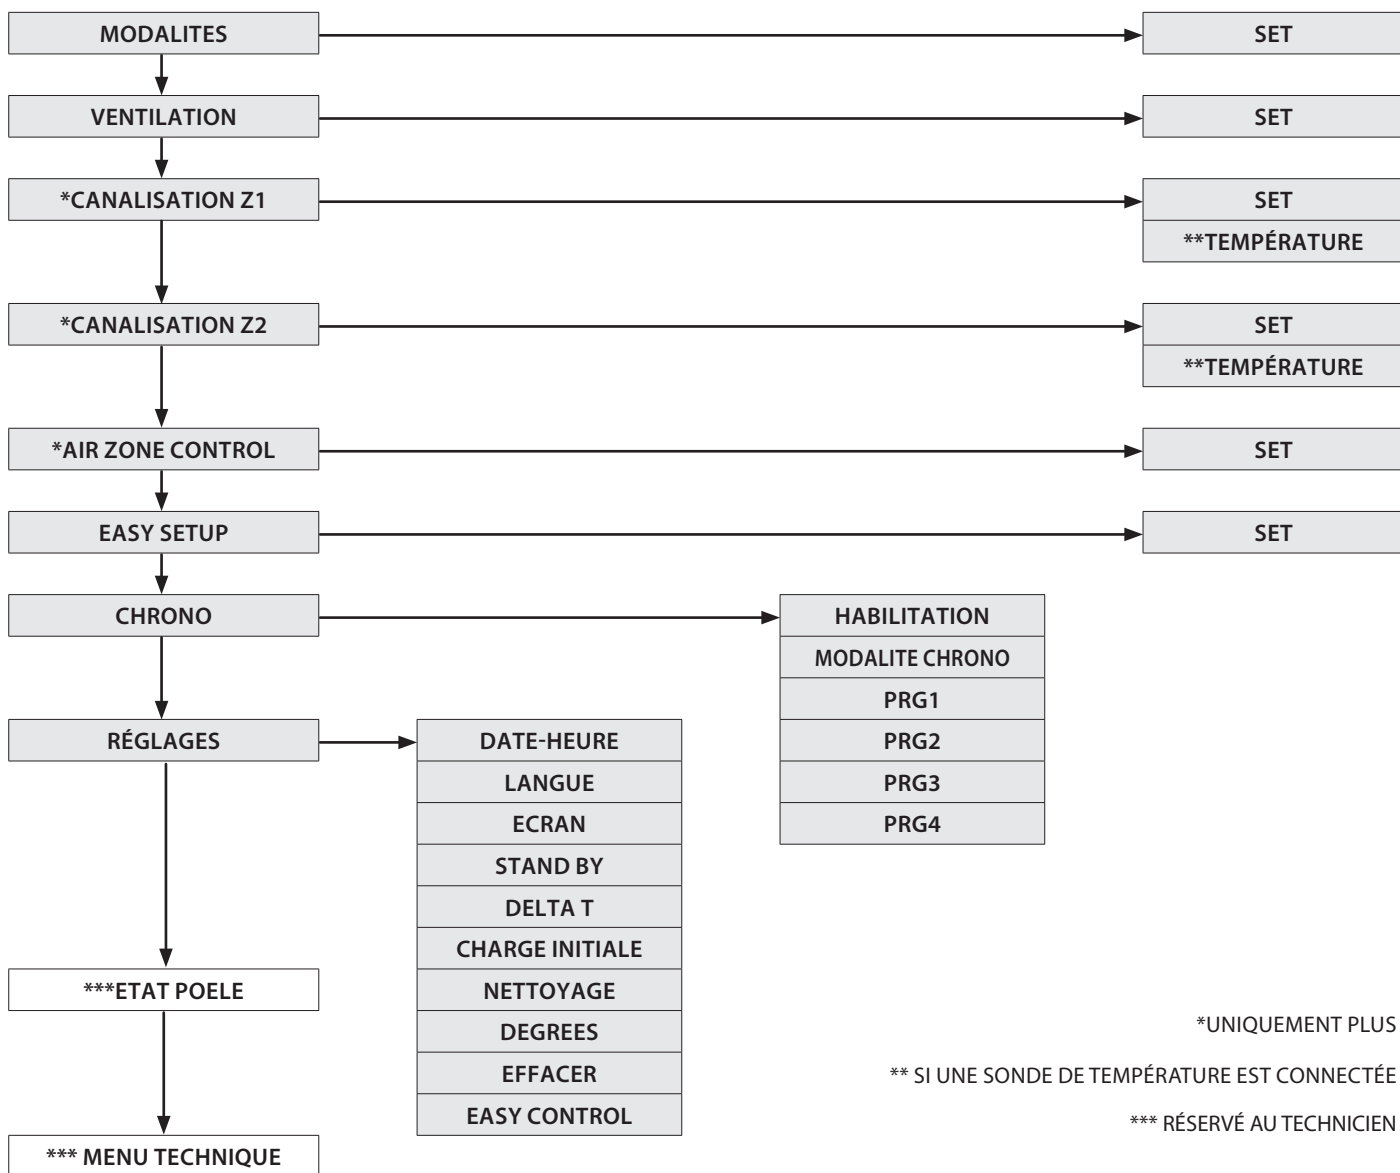 MODALITES
SET
VENTILATION
SET
*CANALISATION Z1
SET
**TEMPÉRATURE
*CANALISATION Z2
SET
**TEMPÉRATURE
*AIR ZONE CONTROL
SET
EASY SETUP
SET
CHRONO
HABILITATION
MODALITE CHRONO
PRG1
PRG2
PRG3
PRG4
RÉGLAGES
DATE-HEURE
LANGUE
ECRAN
STAND BY
DELTA T
CHARGE INITIALE
NETTOYAGE
DEGREES
EFFACER
EASY CONTROL
***ETAT POELE
*** MENU TECHNIQUE
*UNIQUEMENT PLUS
** SI UNE SONDE DE TEMPÉRATURE EST CONNECTÉE
*** RÉSERVÉ AU TECHNICIEN